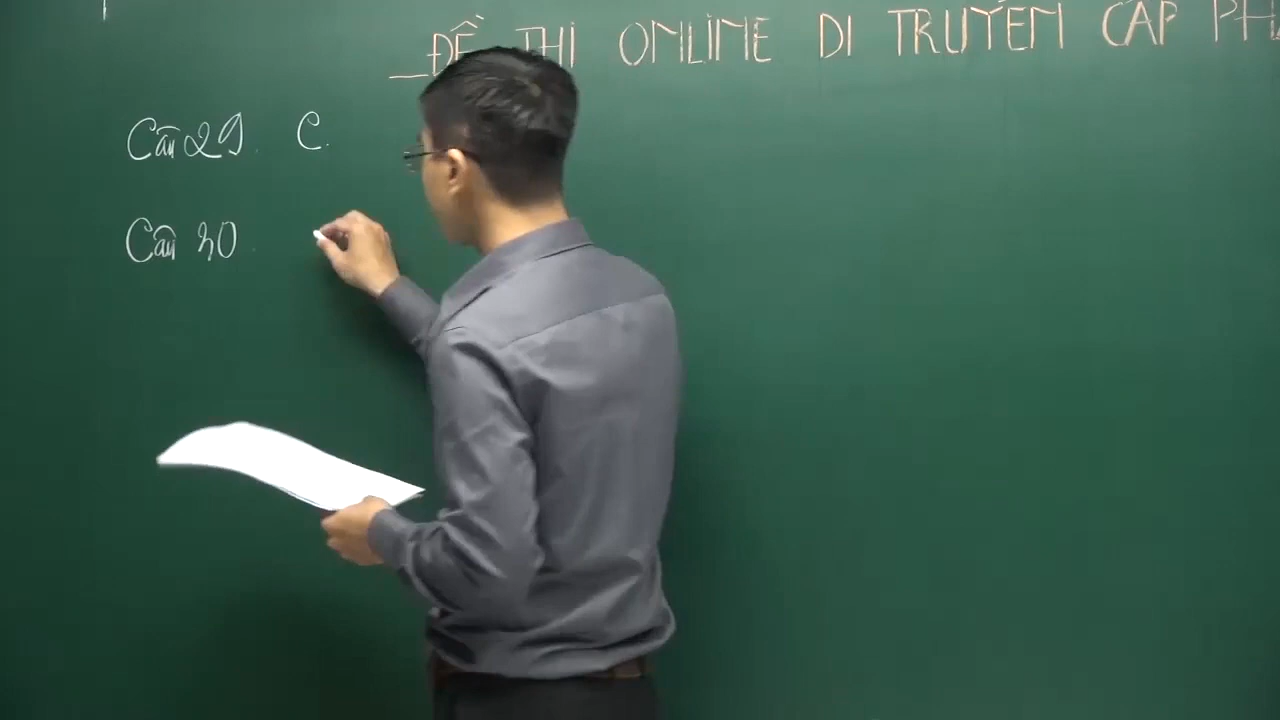 ĐỀ THI ONLINE DI TRUYỀN CẤP
Câu 29. C.
Câu 30.